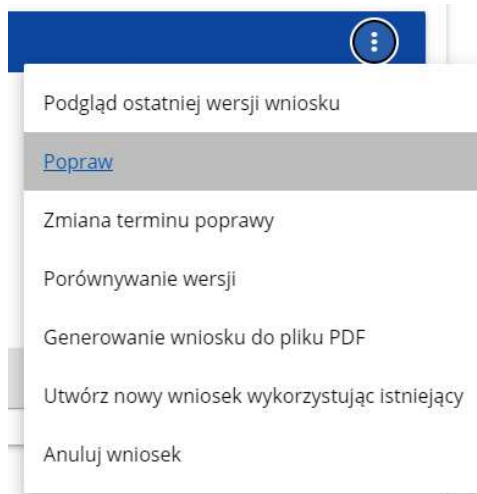 Podgląd ostatniej wersji wniosku
Popraw
Zmiana terminu poprawy
Porównywanie wersji
Generowanie wniosku do pliku PDF
Utwórz nowy wniosek wykorzystując istniejący
Anuluj wniosek